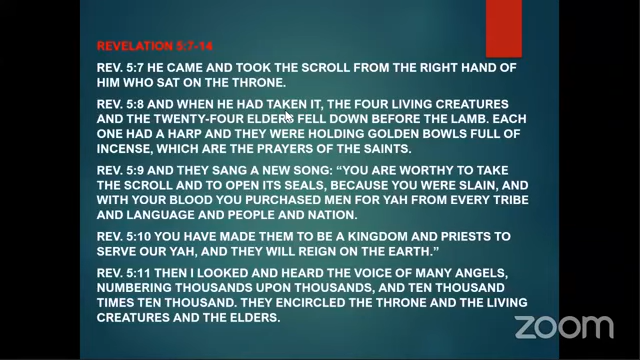 REVELATION 5:7-14
REV. 5:7 HE CAME AND TOOK THE SCROLL FROM THE RIGHT HAND OF
HIM WHO SAT ON THE THRONE.
REV. 5:8 AND WHEN HE HAD TAKEN IT, THE FOUR LIVING CREATURES
AND THE TWENTY-FOUR ELDERS FELL DOWN BEFORE THE LAMB. EACH
ONE HAD A HARP AND THEY WERE HOLDING GOLDEN BOWLS FULL OF
INCENSE, WHICH ARE THE PRAYERS OF THE SAINTS.
REV. 5:9 AND THEY SANG A NEW SONG: “YOU ARE WORTHY TO TAKE
THE SCROLL AND TO OPEN ITS SEALS, BECAUSE YOU WERE SLAIN, AND
WITH YOUR BLOOD YOU PURCHASED MEN FOR YAH FROM EVERY TRIBE
AND LANGUAGE AND PEOPLE AND NATION.
REV. 5:10 YOU HAVE MADE THEM TO BE A KINGDOM AND PRIESTS TO
SERVE OUR YAH, AND THEY WILL REIGN ON THE EARTH.”
REV. 5:11 THEN I LOOKED AND HEARD THE VOICE OF MANY ANGELS,
NUMBERING THOUSANDS UPON THOUSANDS, AND TEN THOUSAND
TIMES TEN THOUSAND. THEY ENCIRCLED THE THRONE AND THE LIVING
CREATURES AND THE ELDERS.
zoom